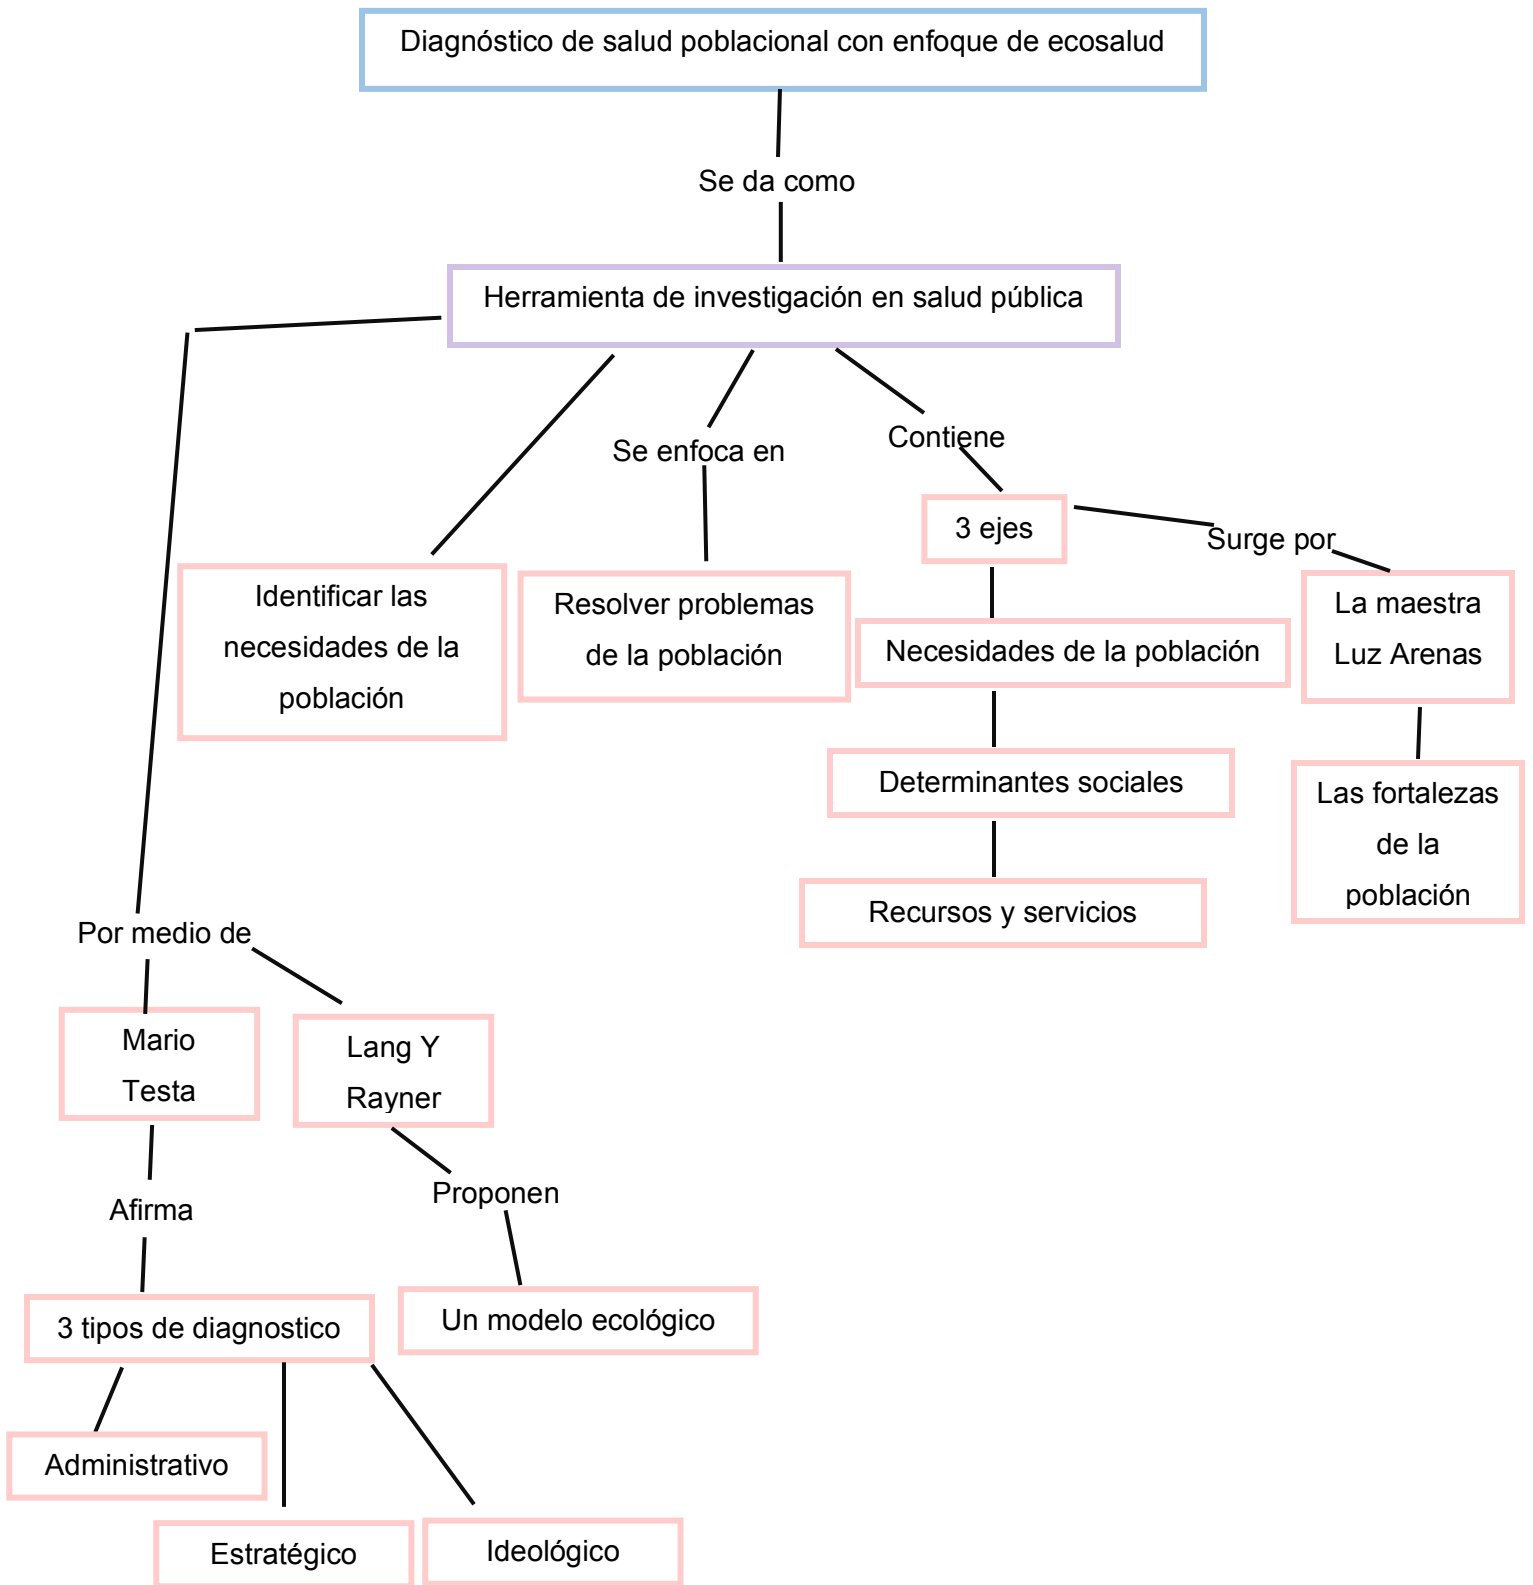 Diagnóstico de salud poblacional con enfoque de ecosalud
Se da como
Herramienta de investigación en salud pública
Se enfoca en
Contiene
3 ejes
Surge por
Identificar las
necesidades de la
población
Resolver problemas
de la población
Necesidades de la población
La maestra
Luz Arenas
Determinantes sociales
Las fortalezas
de la
población
Recursos y servicios
Por medio de
Mario
Testa
Lang Y
Rayner
Afirma
Proponen
3 tipos de diagnostico
Un modelo ecológico
Administrativo
Estratégico
Ideológico